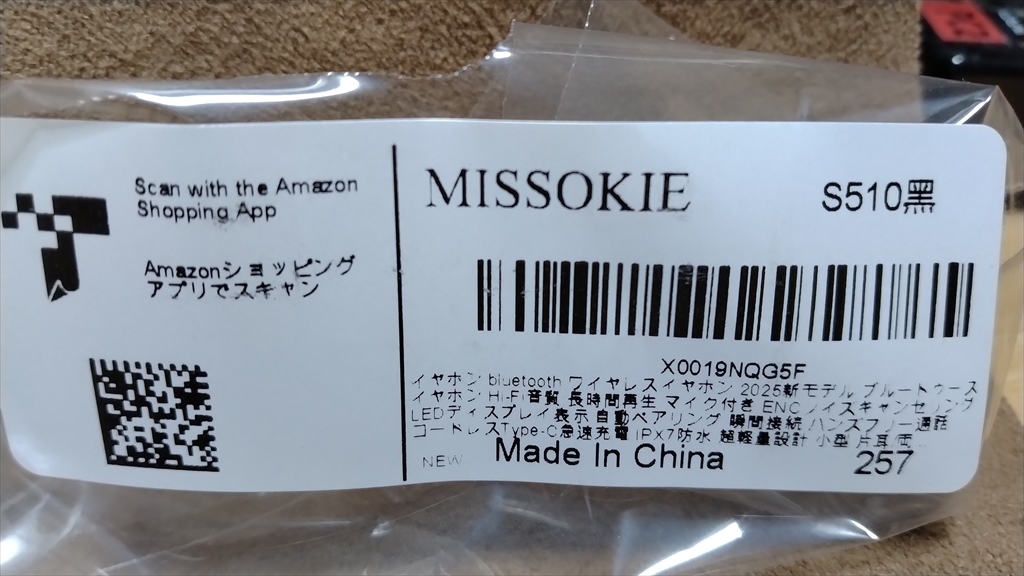 Scan with the Amazon
Shopping App
Amazonショッピング
アプリでスキャン
MISSOKIE
S510黑
X0019NQG5F
イヤホン bluetooth ワイヤレスイヤホン 2025新モデル ブルートゥース
イヤホン Hi-Fi音質 長時間再生 マイク付き ENCノイズキャンセリング
LEDディスプレイ表示 自動ペアリング 瞬間接続 ハンズフリー通話
コードレスType-C急速充電 IPX7防水 超軽量設計 小型 片耳/両...
NEW
Made In China
257